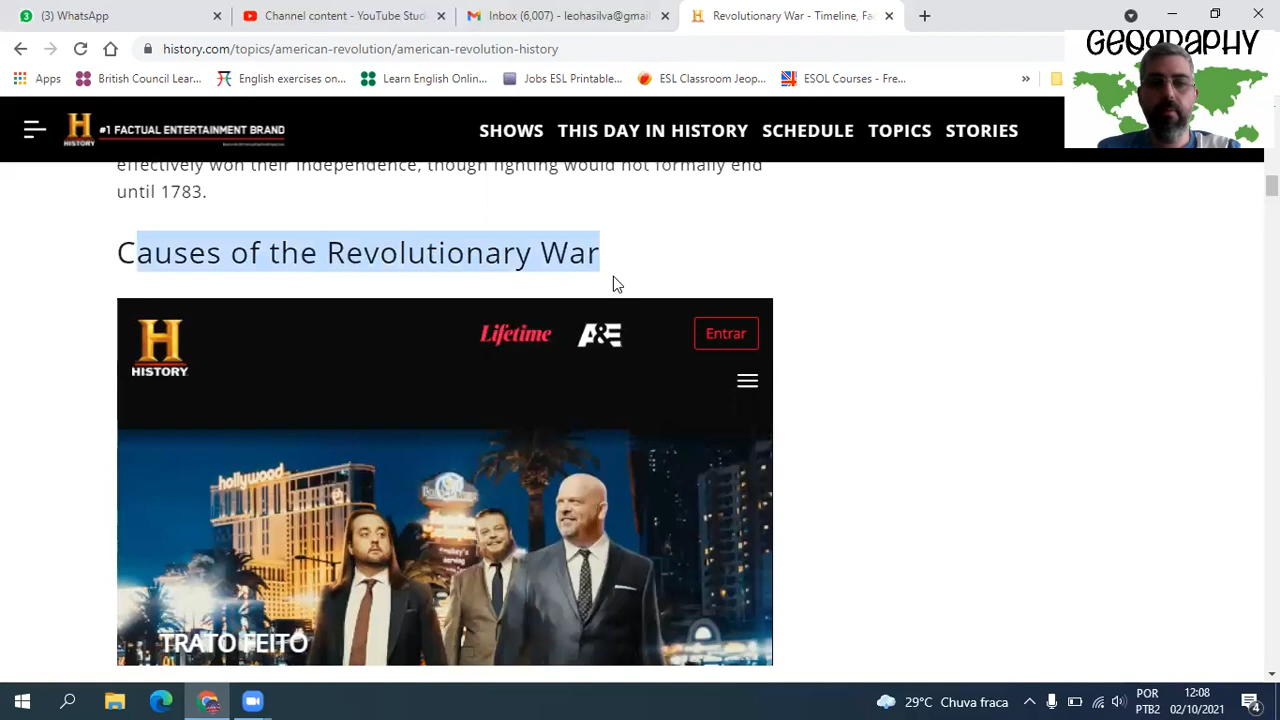 (3) WhatsApp
Channel content - YouTube Stud
Inbox (6,007) - leohasilva@gmail
Revolutionary War - Timeline, Fac
history.com/topics/american-revolution/american-revolution-history
Apps
British Council Lear...
English exercises on...
Learn English Onlin...
Jobs ESL Printable...
ESL Classroom Jeop...
ESOL Courses - Fre...
»
GEOGRAPHY
H
HISTORY
#1 FACTUAL ENTERTAINMENT BRAND
SHOWS THIS DAY IN HISTORY SCHEDULE TOPICS STORIES
effectively won their independence, though fighting would not formally end
until 1783.
Causes of the Revolutionary War
H
HISTORY
Lifetime
A&E
Entrar
hollywood
TRATO FEITO
29°C Chuva fraca
POR
PTB2
12:08
02/10/2021
4